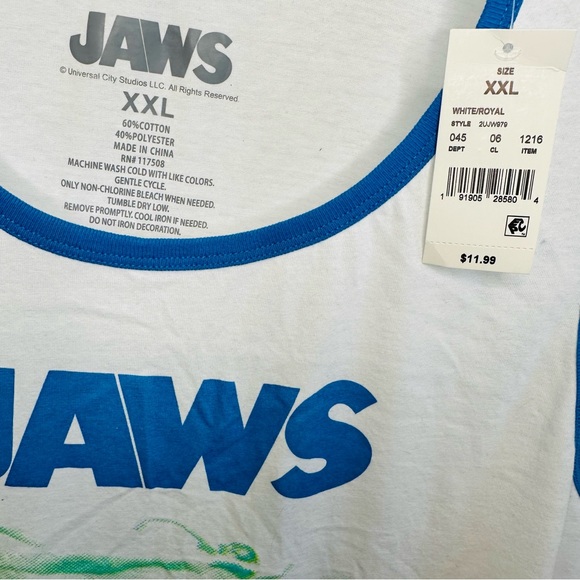 JAWS
© Universal City Studios LLC. All Rights Reserved.
XXL
60%COTTON
40%POLYESTER
MADE IN CHINA
RN# 117508
MACHINE WASH COLD WITH LIKE COLORS.
GENTLE CYCLE.
ONLY NON-CHLORINE BLEACH WHEN NEEDED.
TUMBLE DRY LOW.
REMOVE PROMPTLY. COOL IRON IF NEEDED.
DO NOT IRON DECORATION.
SIZE
XXL
WHITE/ROYAL
STYLE 2UJW979
045 06 1216
DEPT CL ITEM
1 91905 28580 4
$11.99
JAWS